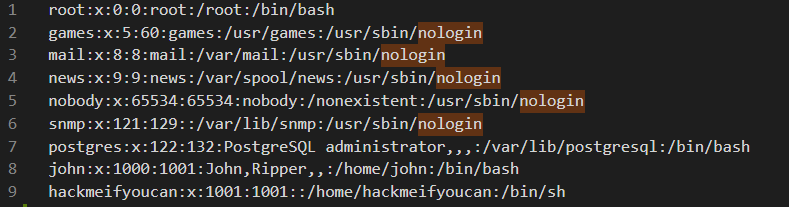 1 root:x:0:0:root:/root:/bin/bash
2 games:x:5:60:games:/usr/games:/usr/sbin/nologin
3 mail:x:8:8:mail:/var/mail:/usr/sbin/nologin
4 news:x:9:9:news:/var/spool/news:/usr/sbin/nologin
5 nobody:x:65534:65534:nobody:/nonexistent:/usr/sbin/nologin
6 snmp:x:121:129::/var/lib/snmp:/usr/sbin/nologin
7 postgres:x:122:132:PostgreSQL administrator,,,:/var/lib/postgresql:/bin/bash
8 john:x:1000:1001:John,Ripper,,:/home/john:/bin/bash
9 hackmeifyoucan:x:1001:1001::/home/hackmeifyoucan:/bin/sh